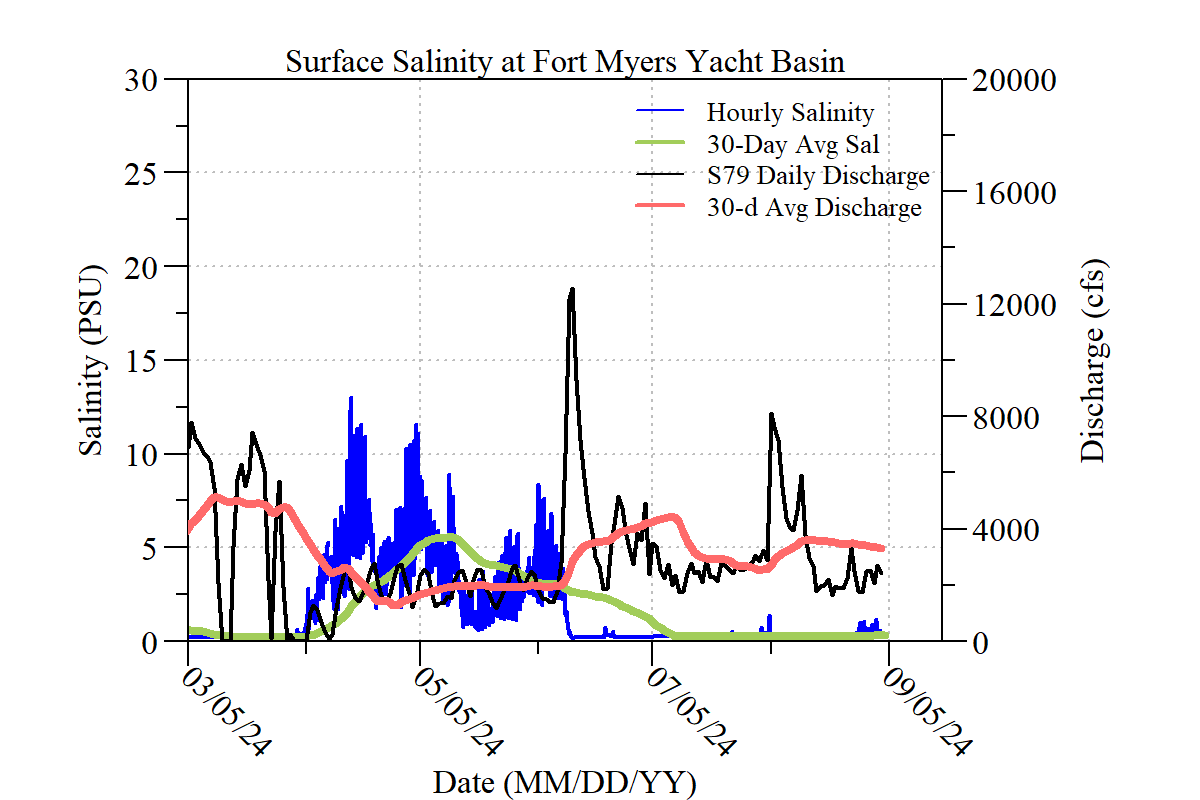 Surface Salinity at Fort Myers Yacht Basin
30
25
20
15
10
5
0
Salinity (PSU)
Hourly Salinity
30-Day Avg Sal
S79 Daily Discharge
30-d Avg Discharge
20000
16000
12000
8000
4000
0
Discharge (cfs)
03/05/24
05/05/24
07/05/24
09/05/24
Date (MM/DD/YY)